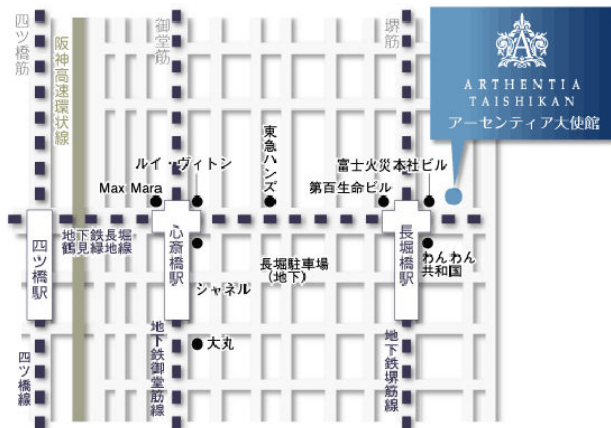 四ツ橋筋
阪神高速環状線
御堂筋
堺筋
ARTHENTIA
TAISHIKAN
アーセンティア大使館
東急ハンズ
ルイ・ヴィトン
富士火災本社ビル
Max Mara
第百生命ビル
地下鉄長堀
鶴見緑地線
四ツ橋駅
心斎橋駅
長堀橋駅
長堀駐車場
(地下)
わんわん
共和国
シャネル
大丸
四ツ橋線
地下鉄御堂筋線
地下鉄堺筋線